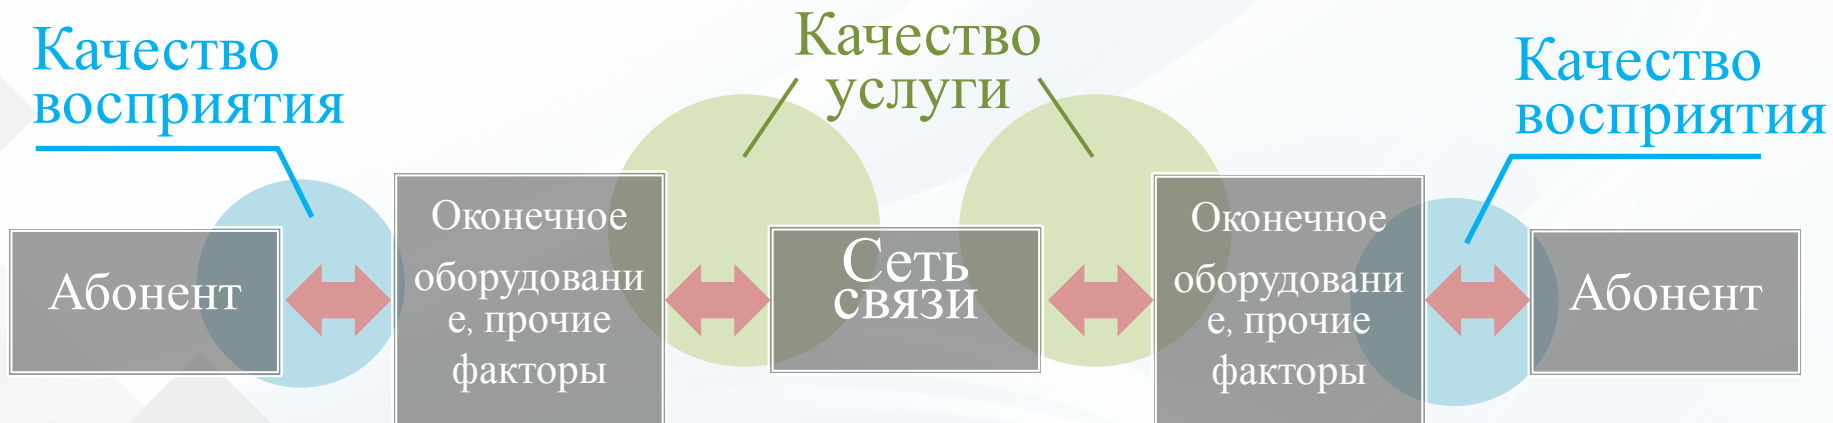 Качество
восприятия
Качество
услуги
Качество
восприятия
Абонент
Оконечное
оборудовани
е, прочие
факторы
Сеть
связи
Оконечное
оборудовани
е, прочие
факторы
Абонент